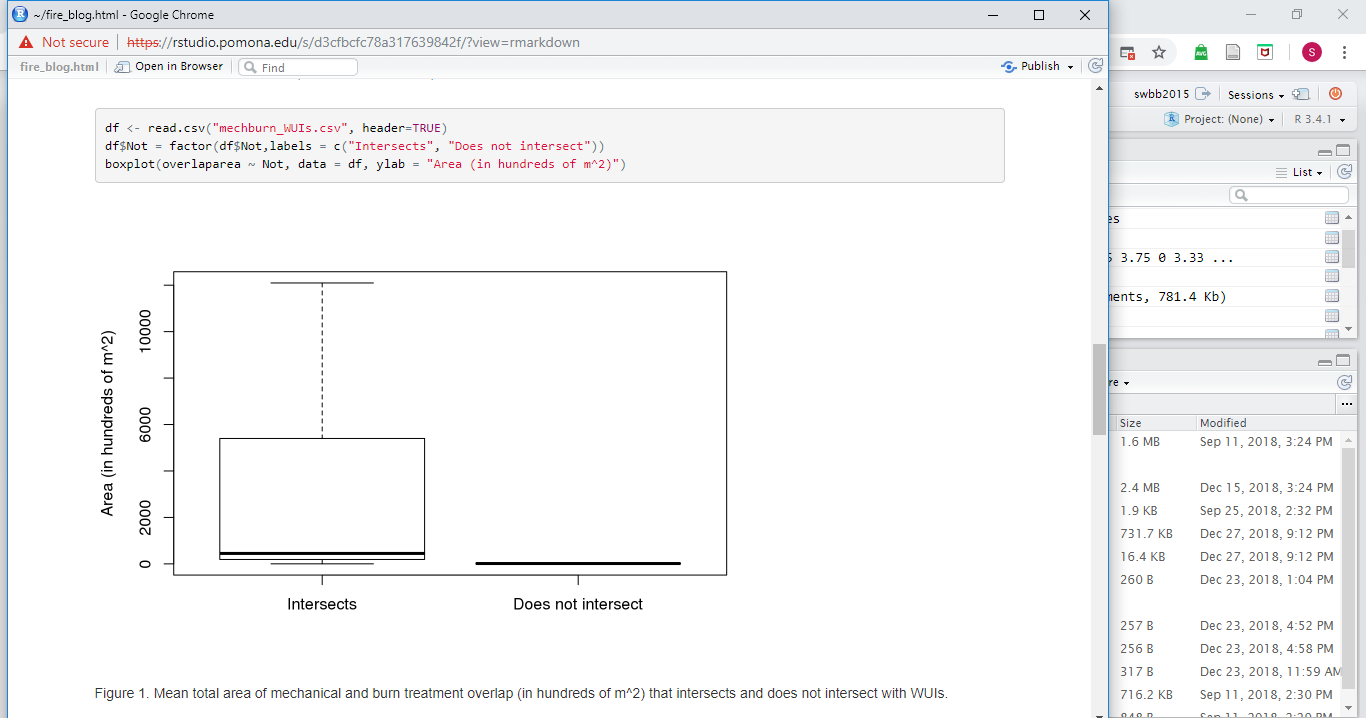 ~/fire_blog.html - Google Chrome
Not secure | https://rstudio.pomona.edu/s/d3cfbcfc78a317639842f/?view=rmarkdown
fire_blog.html Open in Browser Find Publish
df <- read.csv("mechburn_WUIs.csv", header=TRUE)
df$Not = factor(df$Not,labels = c("Intersects", "Does not intersect"))
boxplot(overlaparea ~ Not, data = df, ylab = "Area (in hundreds of m^2)")
Area (in hundreds of m^2)
10000
6000
2000
0
Intersects Does not intersect
Figure 1. Mean total area of mechanical and burn treatment overlap (in hundreds of m^2) that intersects and does not intersect with WUIs.
AVG
S
swbb2015 Sessions
Project: (None) R 3.4.1
List
es
5 3.75 0 3.33 ...
ments, 781.4 Kb)
re
Size Modified
1.6 MB Sep 11, 2018, 3:24 PM
2.4 MB Dec 15, 2018, 3:24 PM
1.9 KB Sep 25, 2018, 2:32 PM
731.7 KB Dec 27, 2018, 9:12 PM
16.4 KB Dec 27, 2018, 9:12 PM
260 B Dec 23, 2018, 1:04 PM
257 B Dec 23, 2018, 4:52 PM
256 B Dec 23, 2018, 4:58 PM
317 B Dec 23, 2018, 11:59 AM
716.2 KB Sep 11, 2018, 2:30 PM